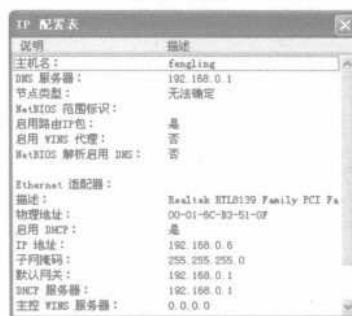 IP 配置表
说明 描述
主机名： fengling
DNS 服务器： 192.168.0.1
节点类型： 无法确定
NetBIOS 范围标识：
启用路由IP包： 是
启用 WINS 代理： 否
NetBIOS 解析启用 DNS： 否
Ethernet 适配器：
描述： Realtek RTL8139 Family PCI Fa
物理地址： 00-01-6C-B3-51-0F
启用 DHCP： 是
IP 地址： 192.168.0.6
子网掩码： 255.255.255.0
默认网关： 192.168.0.1
DHCP 服务器： 192.168.0.1
主控 WINS 服务器： 0.0.0.0